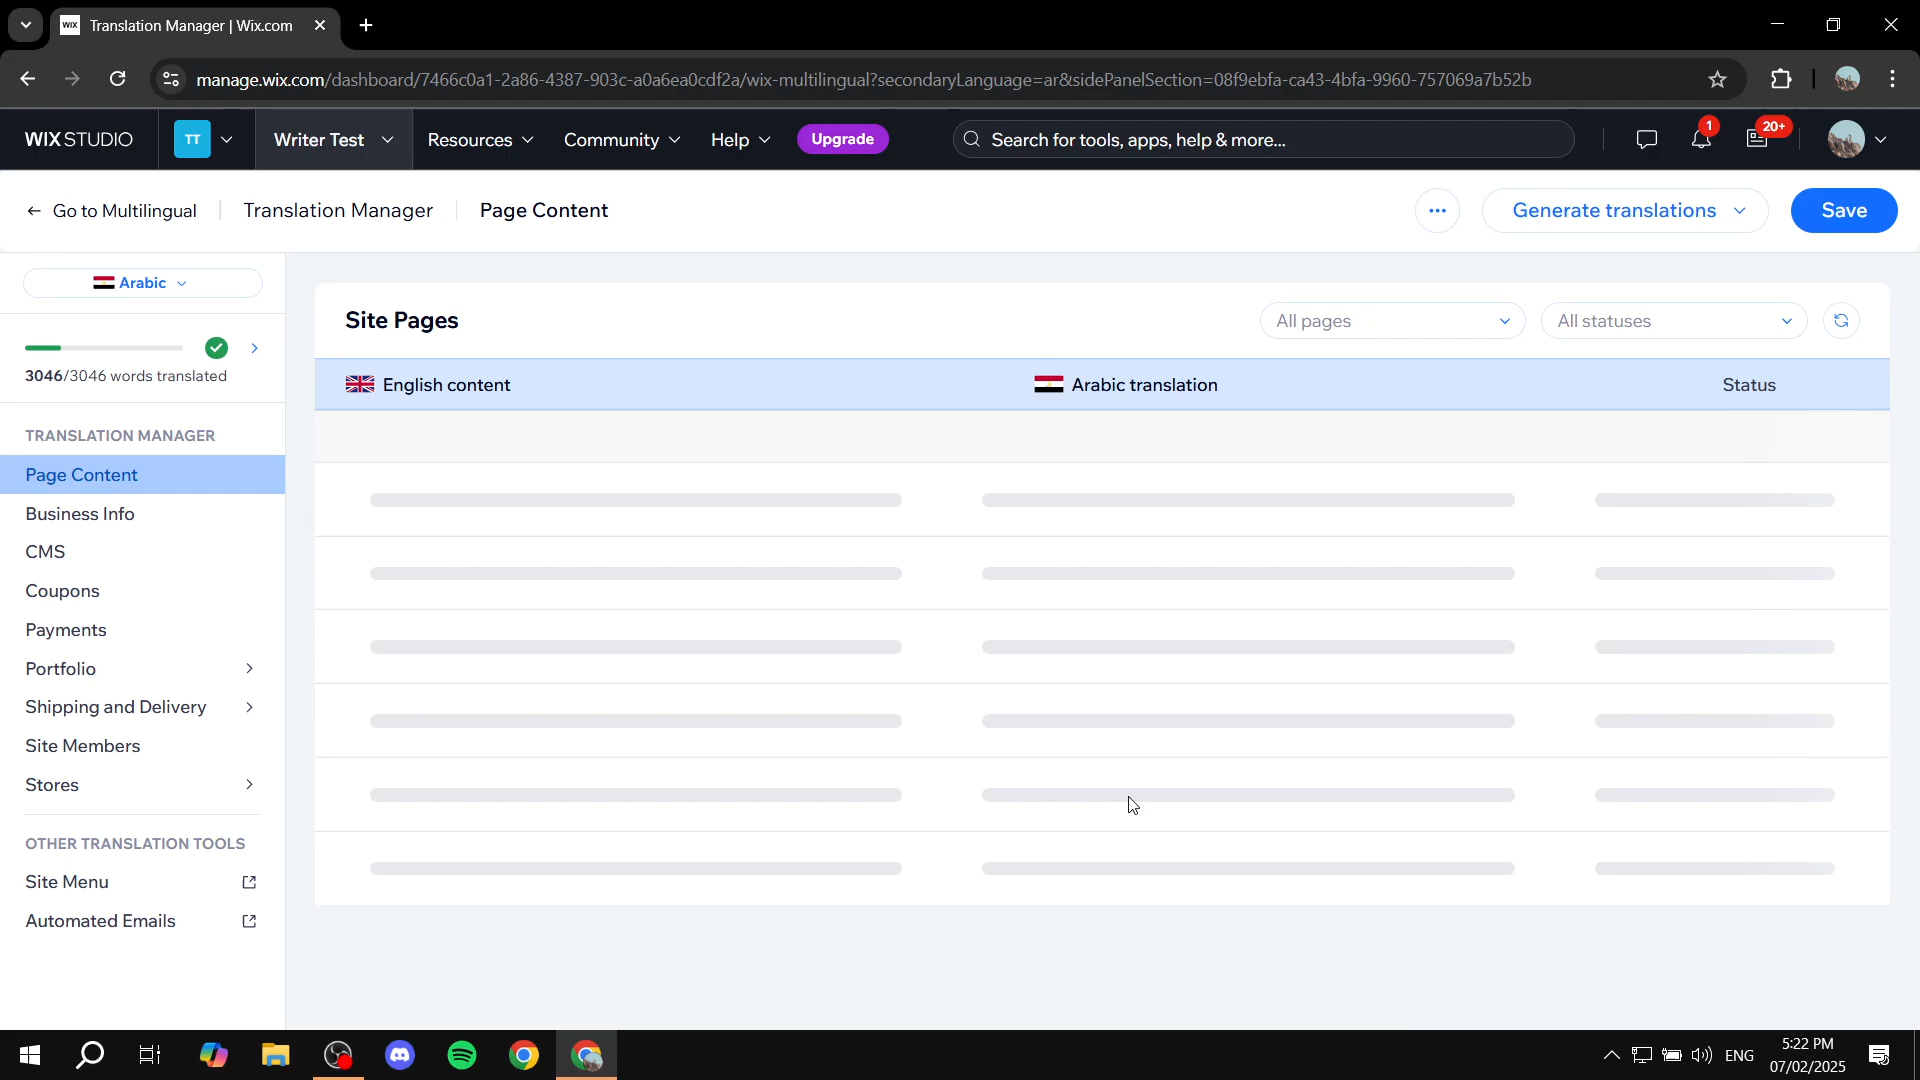 Translation Manager | Wix.com
manage.wix.com/dashboard/7466c0a1-2a86-4387-903c-a0a6ea0cdf2a/wix-multilingual?secondaryLanguage=ar&sidePanelSection=08f9ebfa-ca43-4bfa-9960-757069a7b52b
WIX STUDIO
TT
Writer Test
Resources
Community
Help
Upgrade
Search for tools, apps, help & more...
1
20+
Go to Multilingual
Translation Manager
Page Content
Generate translations
Save
Arabic
3046/3046 words translated
TRANSLATION MANAGER
Page Content
Business Info
CMS
Coupons
Payments
Portfolio
Shipping and Delivery
Site Members
Stores
OTHER TRANSLATION TOOLS
Site Menu
Automated Emails
Site Pages
All pages
All statuses
English content
Arabic translation
Status
ENG
5:22 PM
07/02/2025